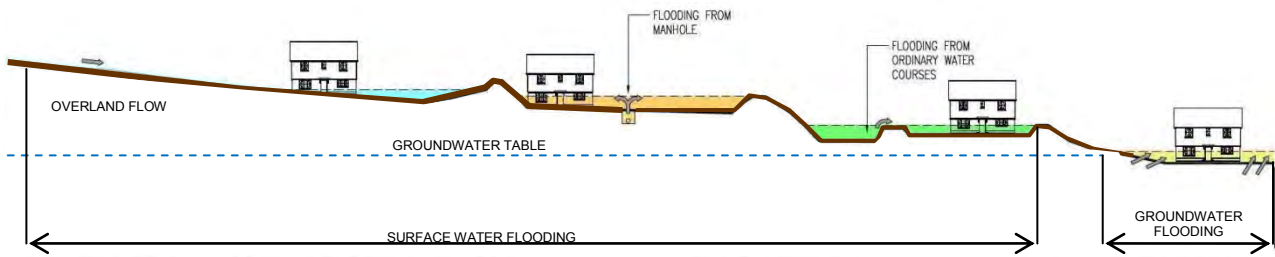 FLOODING FROM
MANHOLE
FLOODING FROM
ORDINARY WATER
COURSES
OVERLAND FLOW
GROUNDWATER TABLE
GROUNDWATER
FLOODING
SURFACE WATER FLOODING